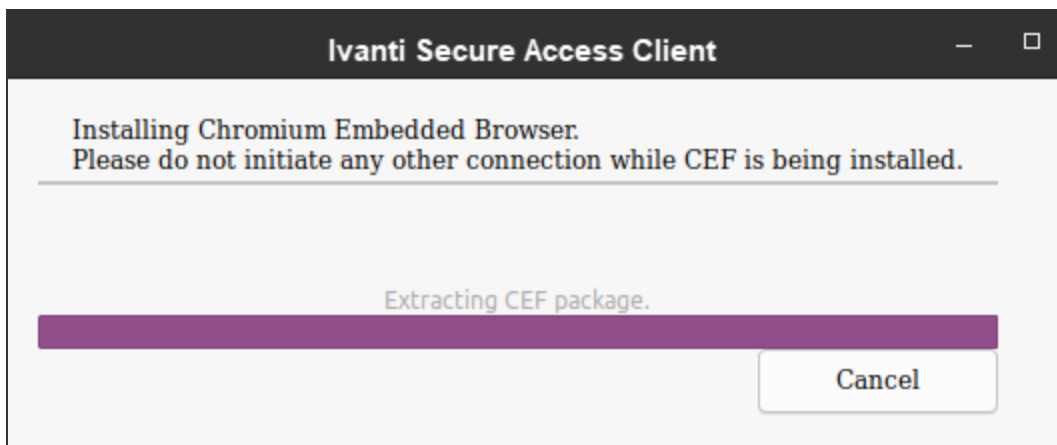 Ivanti Secure Access Client
Installing Chromium Embedded Browser.
Please do not initiate any other connection while CEF is being installed.
Extracting CEF package.
Cancel